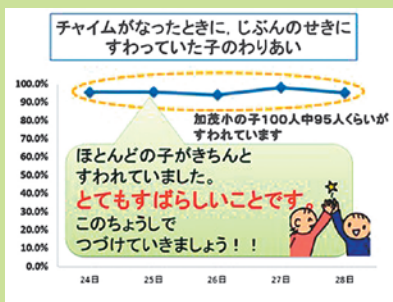 チャイムがなったときに, じぶんのせきに
すわっていた子のわりあい
100.0%
90.0%
80.0%
70.0%
60.0%
50.0%
40.0%
30.0%
20.0%
10.0%
0.0%
加茂小の子100人中95人くらいが
すわれています
ほとんどの子がきちんと
すわれていました。
とてもすばらしいことです。
このちょうしで
つづけていきましょう！！
24日
25日
26日
27日
28日